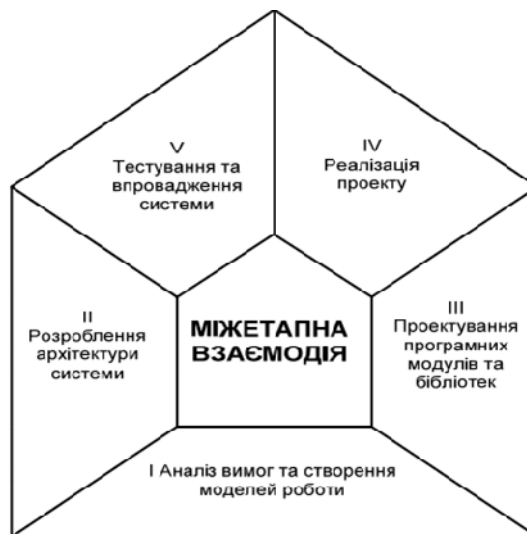 V
Тестування та
впровадження
системи
IV
Реалізація
проекту
II
Розроблення
архітектури
системи
МІЖЕТАПНА
ВЗАЄМОДІЯ
III
Проектування
програмних
модулів та
бібліотек
I Аналіз вимог та створення
моделей роботи